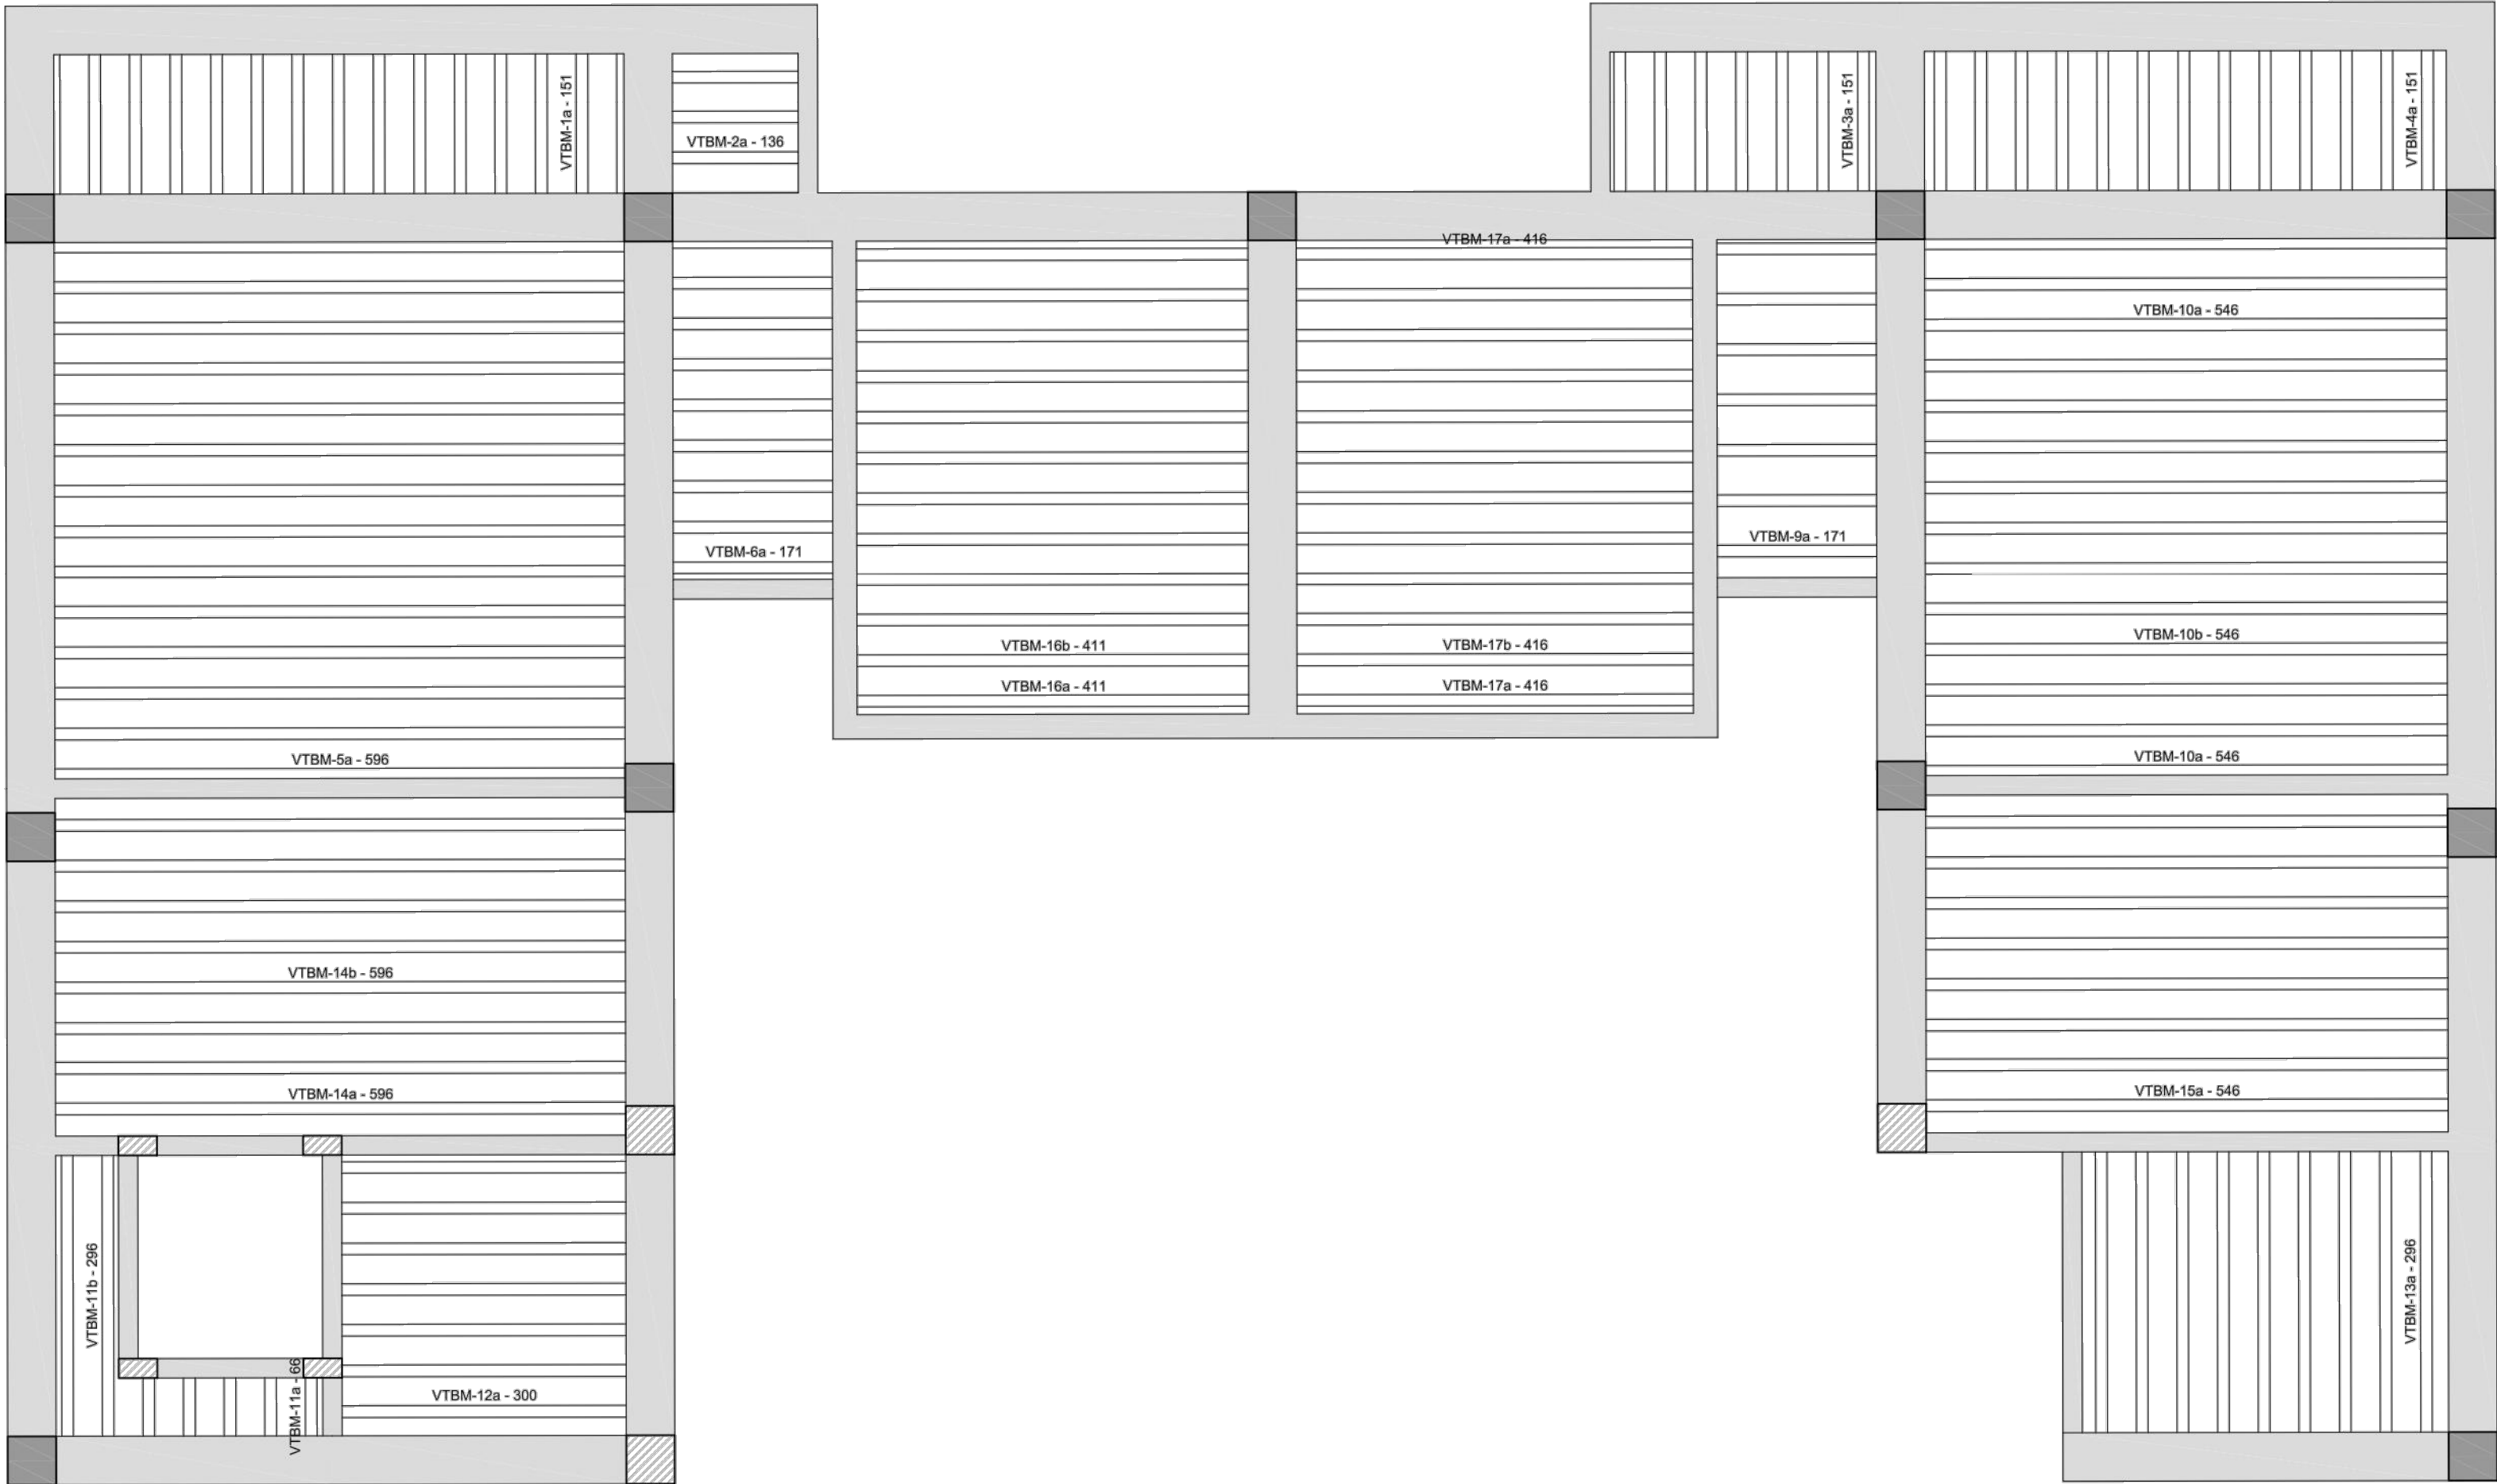 VTBM-1a - 151
VTBM-2a - 136
VTBM-3a - 151
VTBM-4a - 151
VTBM-17a - 416
VTBM-10a - 546
VTBM-6a - 171
VTBM-9a - 171
VTBM-16b - 411
VTBM-17b - 416
VTBM-10b - 546
VTBM-16a - 411
VTBM-17a - 416
VTBM-5a - 596
VTBM-10a - 546
VTBM-14b - 596
VTBM-14a - 596
VTBM-15a - 546
VTBM-11b - 296
VTBM-13a - 296
VTBM-11a - 66
VTBM-12a - 300